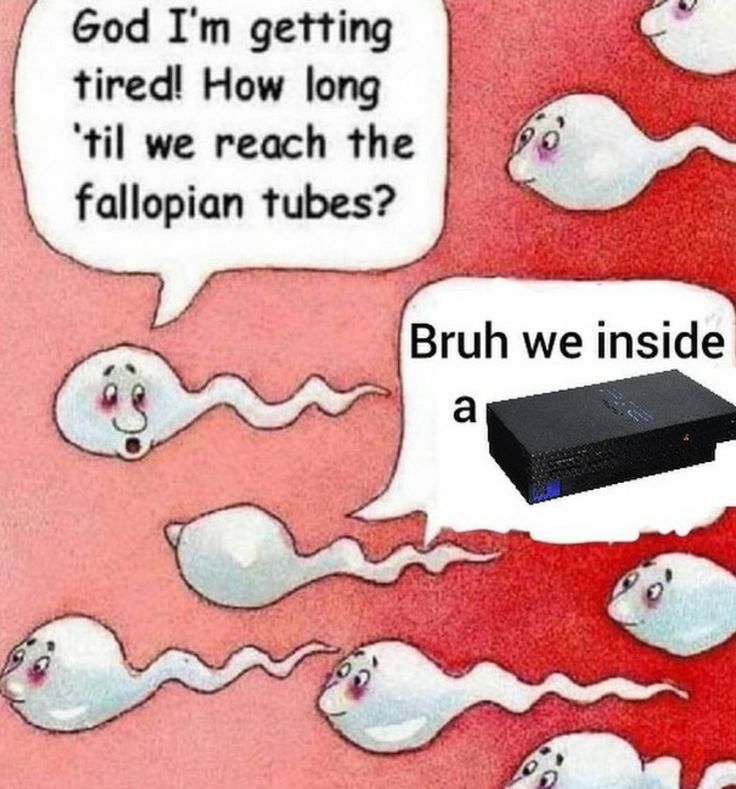 God I'm getting
tired! How long
'til we reach the
fallopian tubes?
Bruh we inside
a